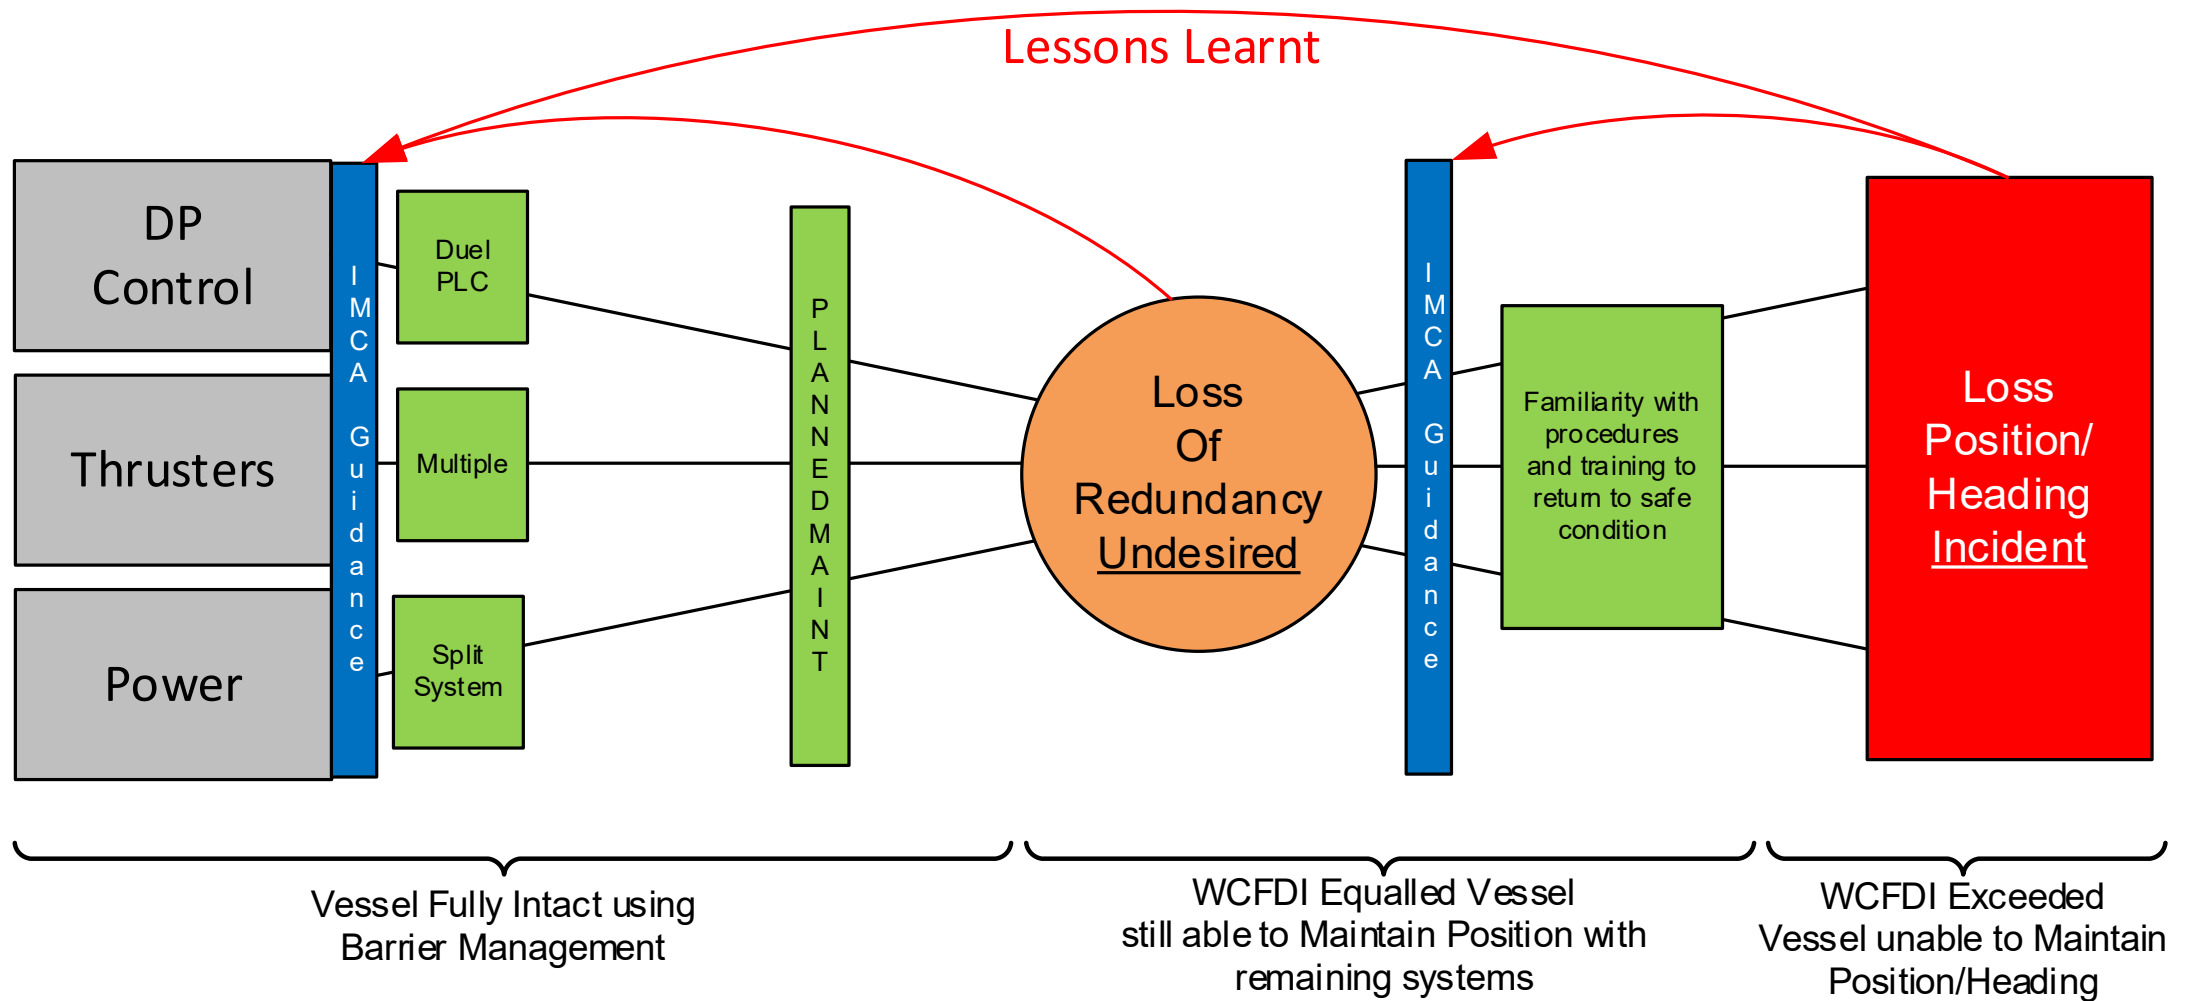 Lessons Learnt
DP
Control
Thrusters
Power
IMCA Guidance
Duel
PLC
Multiple
Split
System
PLANNEDMAINT
Loss
Of
Redundancy
Undesired
IMCA Guidance
Familiarity with
procedures
and training to
return to safe
condition
Loss
Position/
Heading
Incident
Vessel Fully Intact using
Barrier Management
WCFDI Equalled Vessel
still able to Maintain Position with
remaining systems
WCFDI Exceeded
Vessel unable to Maintain
Position/Heading